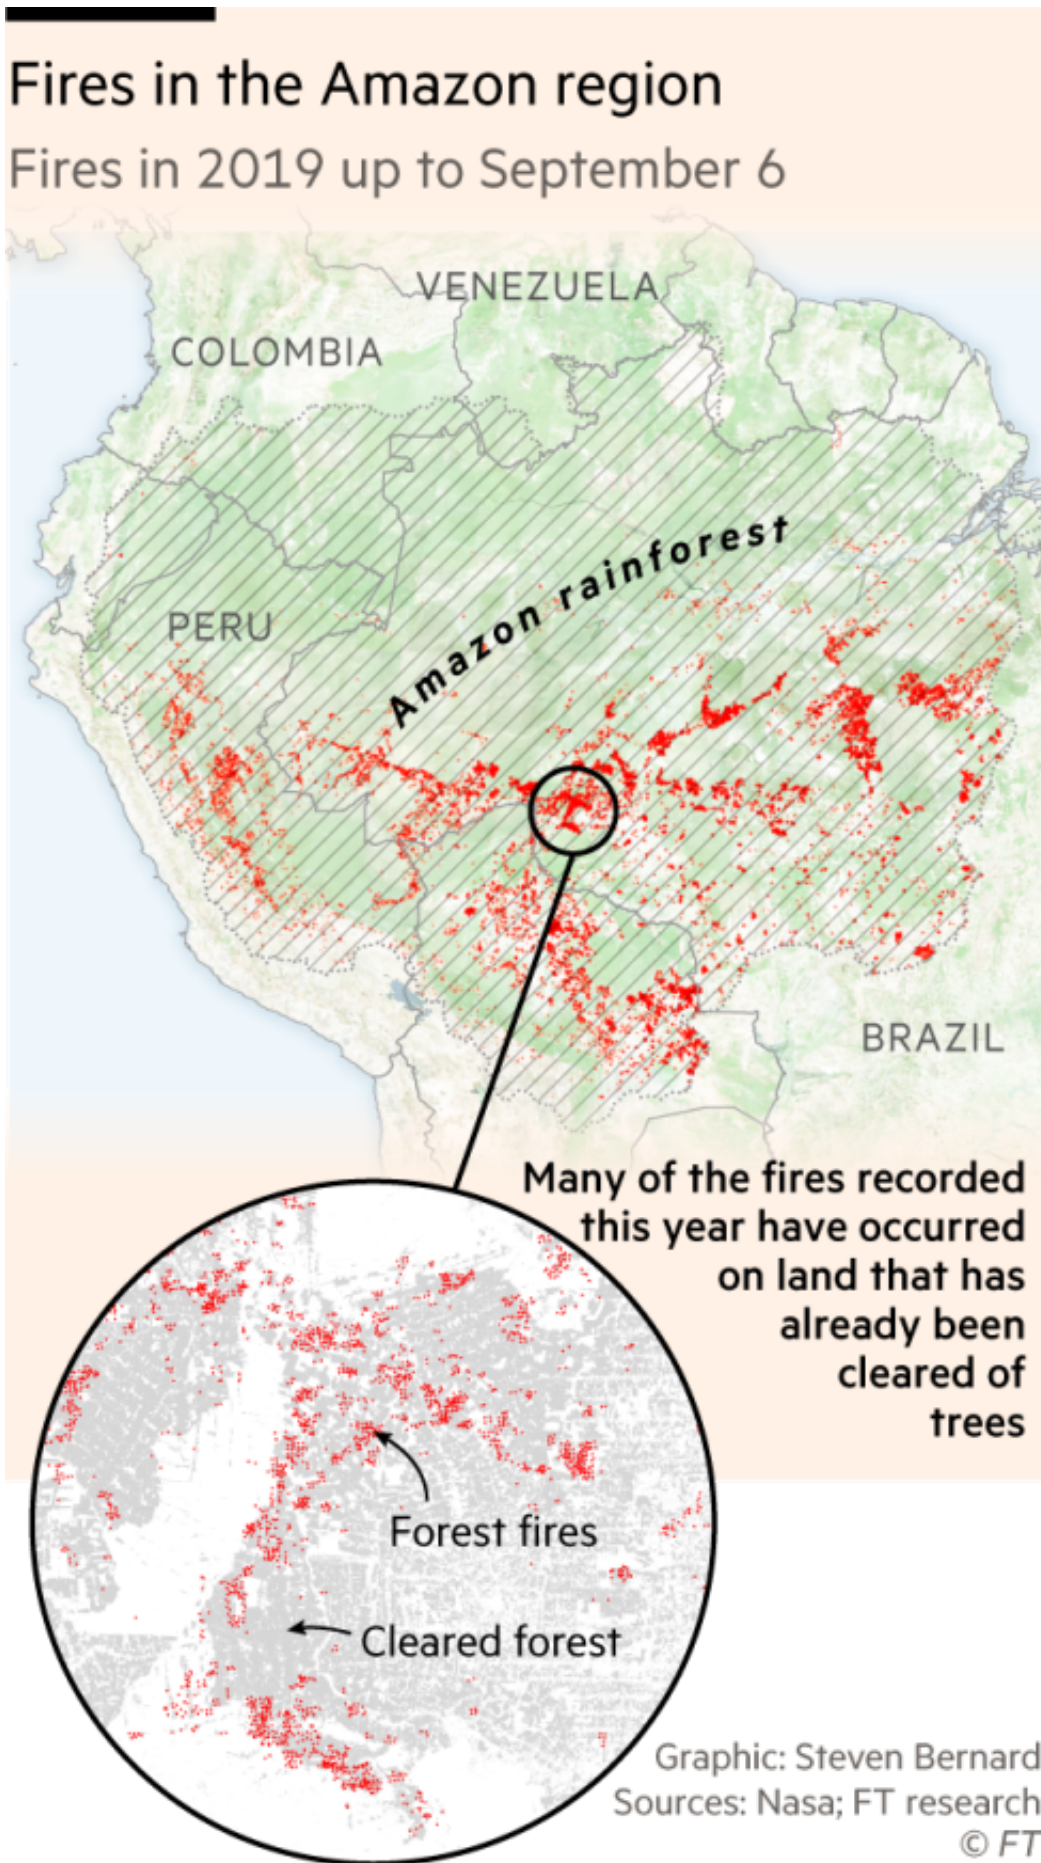 Fires in the Amazon region
Fires in 2019 up to September 6
VENEZUELA
COLOMBIA
Amazon rainforest
PERU
BRAZIL
Many of the fires recorded
this year have occurred
on land that has
already been
cleared of
trees
Forest fires
Cleared forest
Graphic: Steven Bernard
Sources: Nasa; FT research
© FT